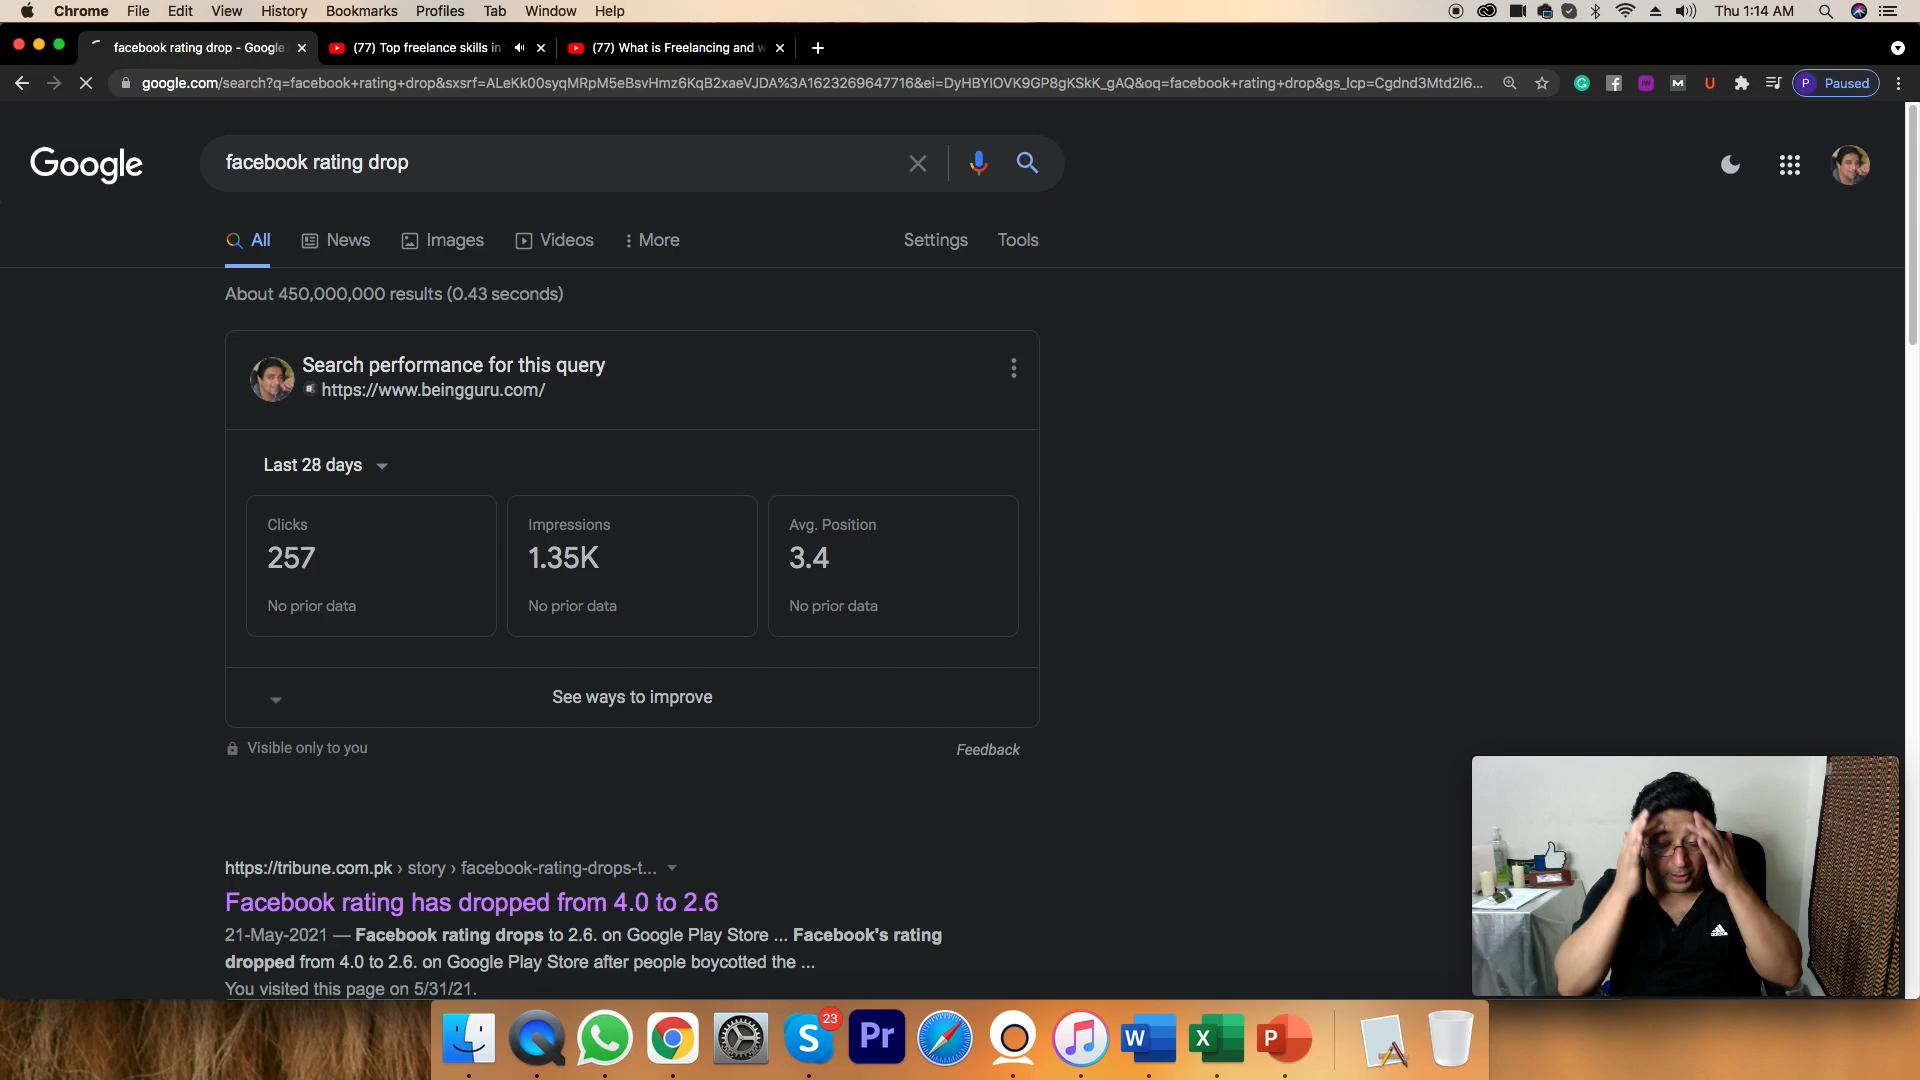 Chrome File Edit View History Bookmarks Profiles Tab Window Help Thu 1:14 AM
facebook rating drop - Google (77) Top freelance skills in (77) What is Freelancing and w
google.com/search?q=facebook+rating+drop&sxsrf=ALeKk00syqMRpM5eBsvHmz6KqB2xaeVJDA%3A1623269647716&ei=DyHBYIOVK9GP8gKSkK_gAQ&oq=facebook+rating+drop&gs_lcp=Cgdnd3Mtd2l6... M U P Paused
Google
facebook rating drop
All News Images Videos More Settings Tools
About 450,000,000 results (0.43 seconds)
Search performance for this query
https://www.beingguru.com/
Last 28 days
Clicks Impressions Avg. Position
257 1.35K 3.4
No prior data No prior data No prior data
See ways to improve
Visible only to you Feedback
https://tribune.com.pk › story › facebook-rating-drops-t...
Facebook rating has dropped from 4.0 to 2.6
21-May-2021 — Facebook rating drops to 2.6. on Google Play Store ... Facebook's rating
dropped from 4.0 to 2.6. on Google Play Store after people boycotted the ...
You visited this page on 5/31/21.
S 23 Pr W X P